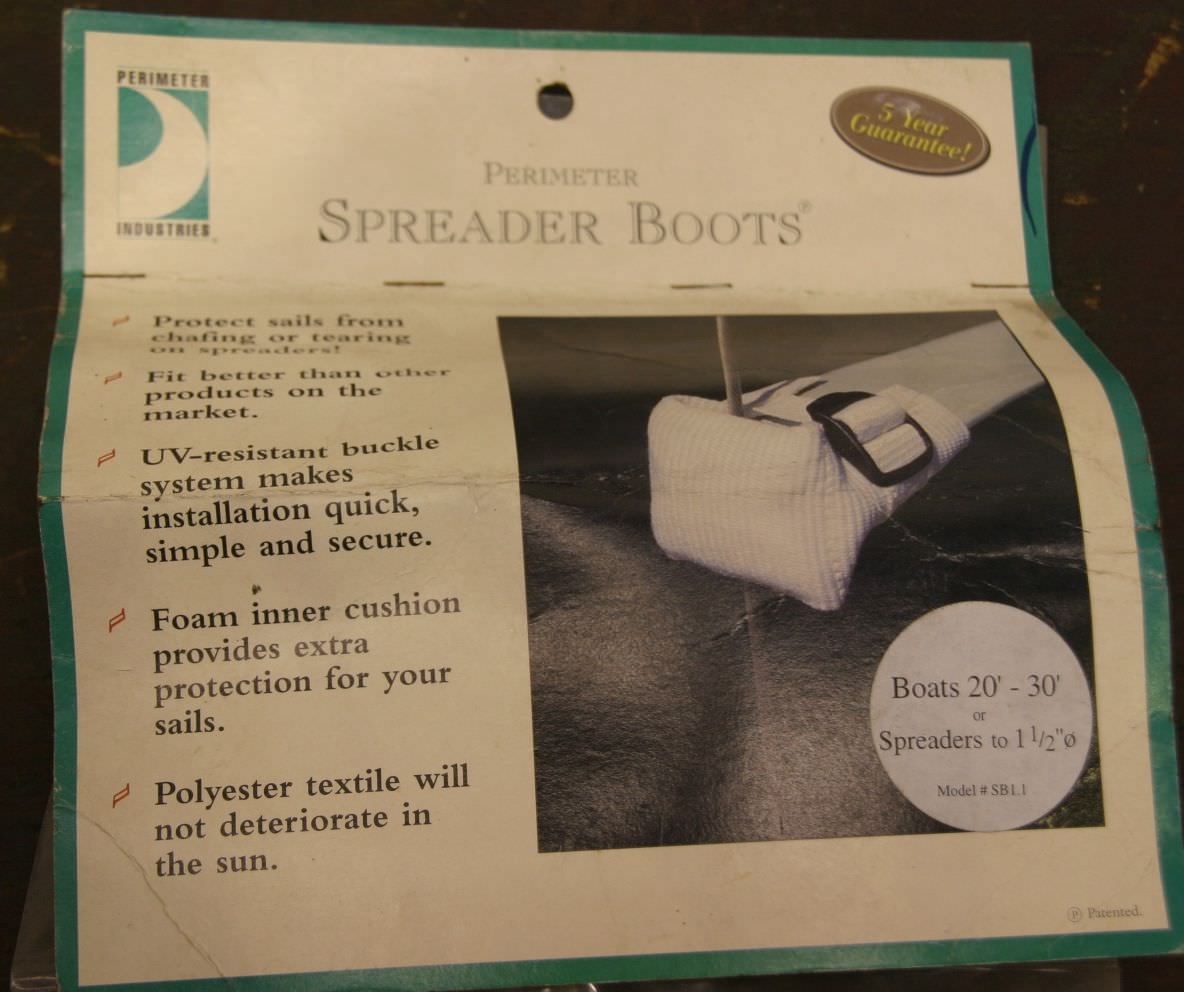 PERIMETER
INDUSTRIES
5 Year
Guarantee!
PERIMETER
SPREADER BOOTS℗
Protect sails from
chafing or tearing
on spreaders!
Fit better than other
products on the
market.
UV-resistant buckle
system makes
installation quick,
simple and secure.
Foam inner cushion
provides extra
protection for your
sails.
Polyester textile will
not deteriorate in
the sun.
Boats 20' - 30'
or
Spreaders to 1 1/2"ø
Model # SB1.1
℗ Patented.